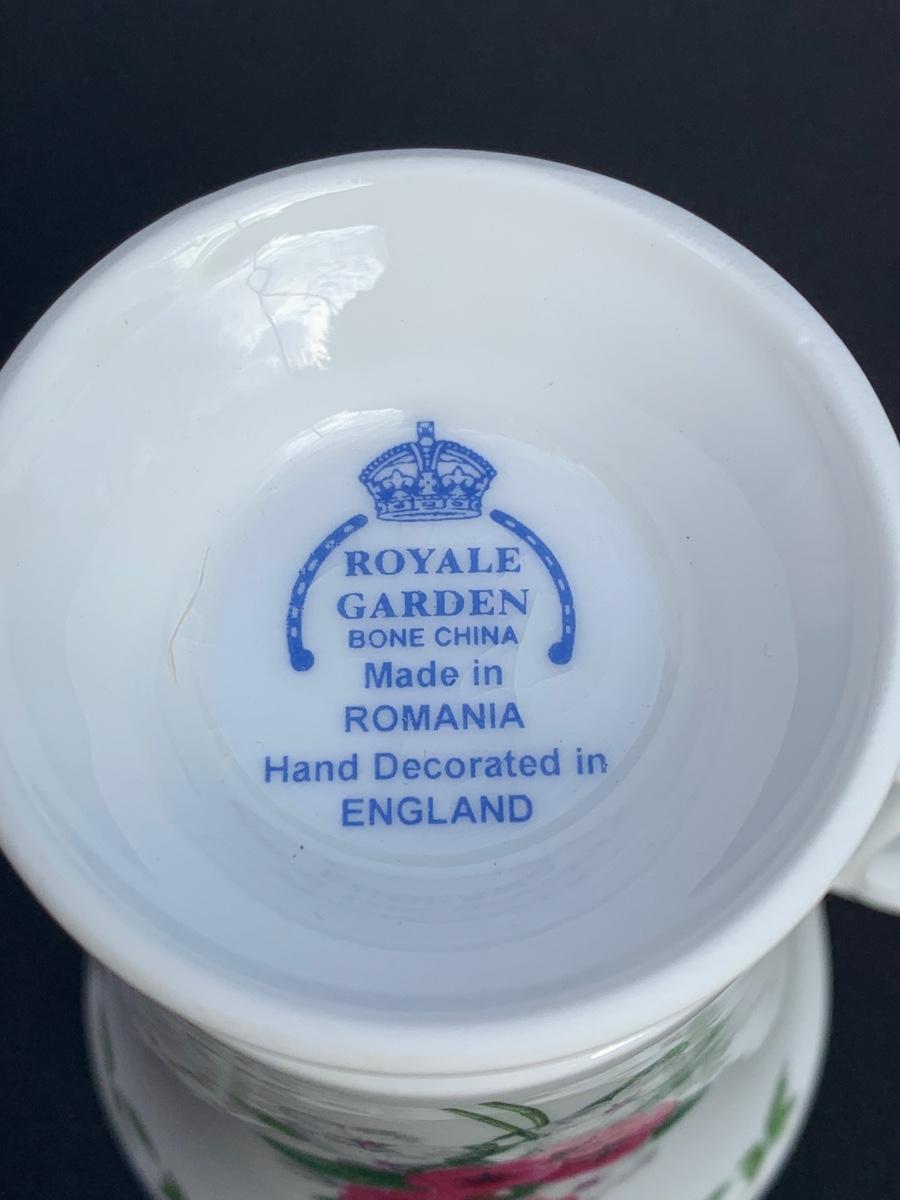 ROYALE
GARDEN
BONE CHINA
Made in
ROMANIA
Hand Decorated in
ENGLAND